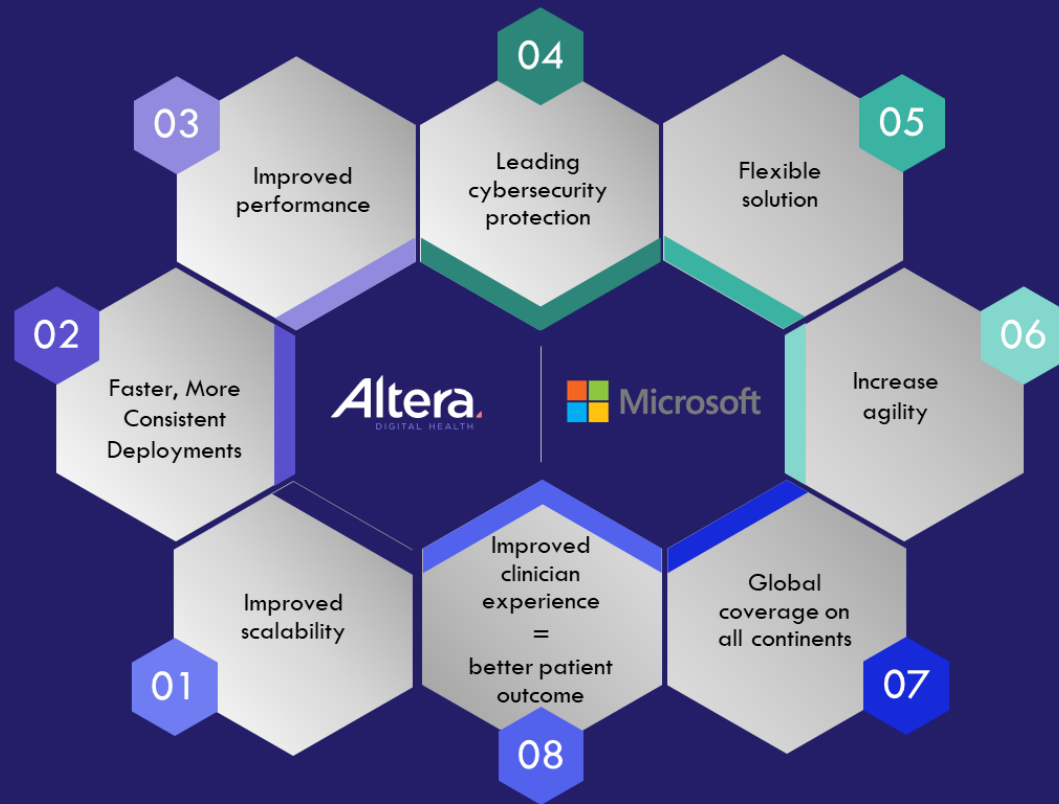 04
03
05
Improved
performance
Leading
cybersecurity
protection
Flexible
solution
02
06
Faster, More
Consistent
Deployments
Altera.
DIGITAL HEALTH
Microsoft
Increase
agility
Improved
scalability
01
Improved
clinician
experience
=
better patient
outcome
08
Global
coverage on
all continents
07